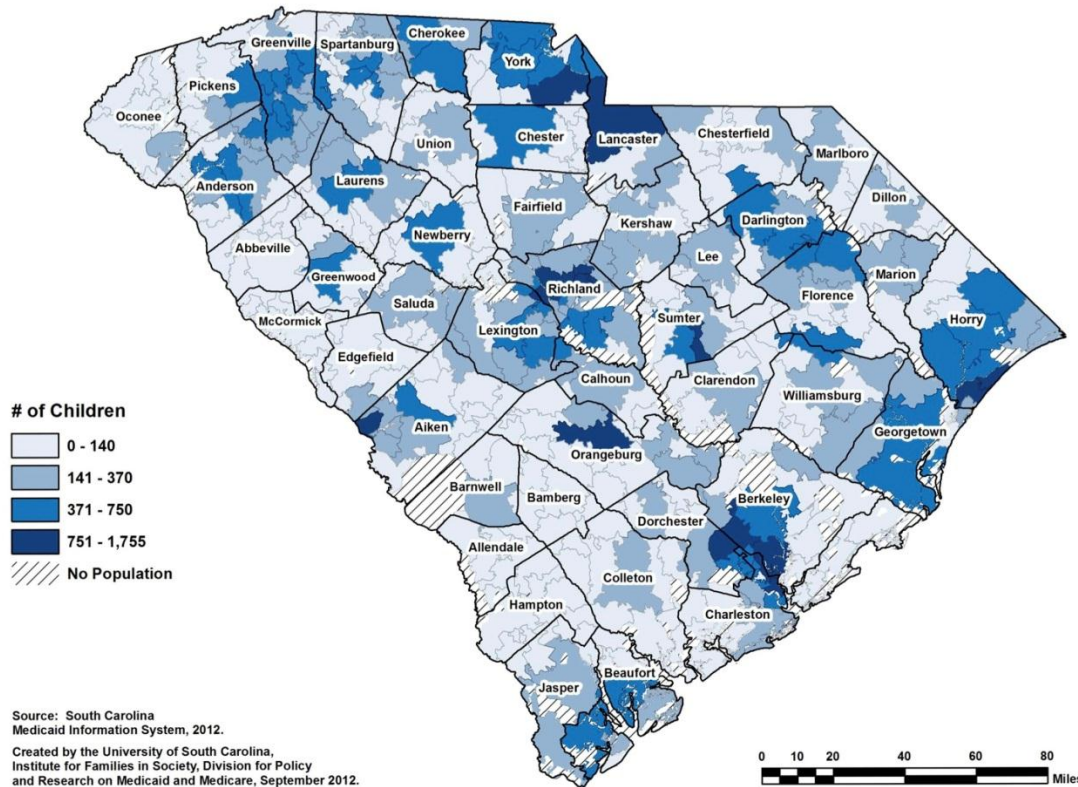 Cherokee
Greenville
Spartanburg
York
Pickens
Oconee
Union
Chester
Lancaster
Chesterfield
Marlboro
Anderson
Laurens
Fairfield
Kershaw
Darlington
Dillon
Abbeville
Newberry
Lee
Marion
Greenwood
Saluda
Richland
Florence
McCormick
Lexington
Sumter
Horry
Edgefield
Calhoun
Clarendon
Williamsburg
# of Children
0 - 140
141 - 370
371 - 750
751 - 1,755
No Population
Aiken
Orangeburg
Georgetown
Barnwell
Bamberg
Berkeley
Dorchester
Allendale
Colleton
Hampton
Charleston
Jasper
Beaufort
Source: South Carolina
Medicaid Information System, 2012.
Created by the University of South Carolina,
Institute for Families in Society, Division for Policy
and Research on Medicaid and Medicare, September 2012.
0 10 20 40 60 80
Miles